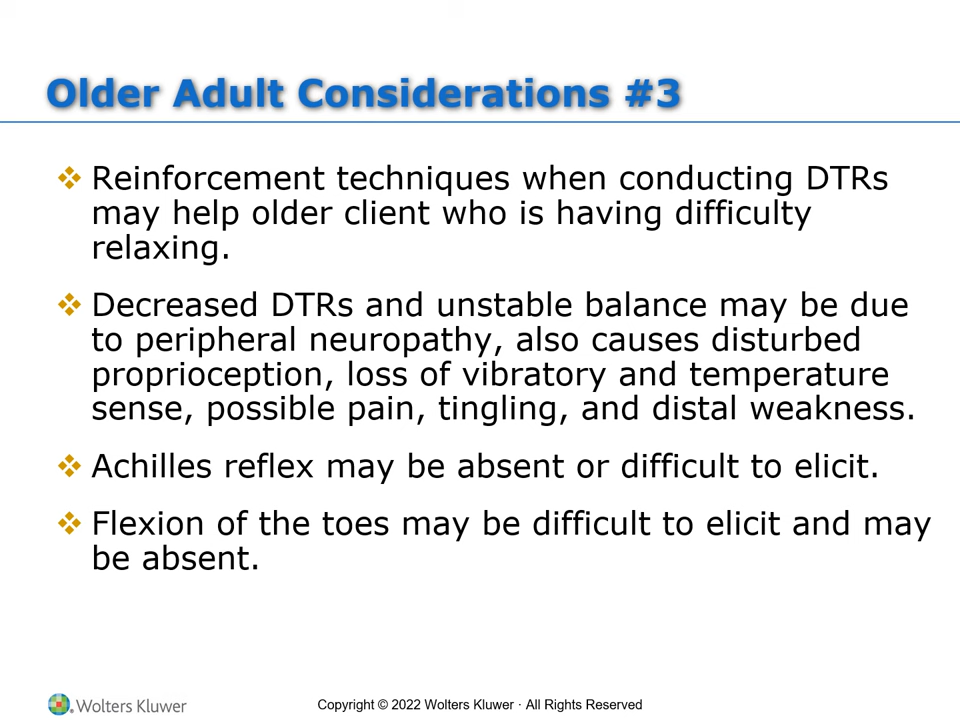 Older Adult Considerations #3
❖ Reinforcement techniques when conducting DTRs
may help older client who is having difficulty
relaxing.
❖ Decreased DTRs and unstable balance may be due
to peripheral neuropathy, also causes disturbed
proprioception, loss of vibratory and temperature
sense, possible pain, tingling, and distal weakness.
❖ Achilles reflex may be absent or difficult to elicit.
❖ Flexion of the toes may be difficult to elicit and may
be absent.
Wolters Kluwer
Copyright © 2022 Wolters Kluwer · All Rights Reserved